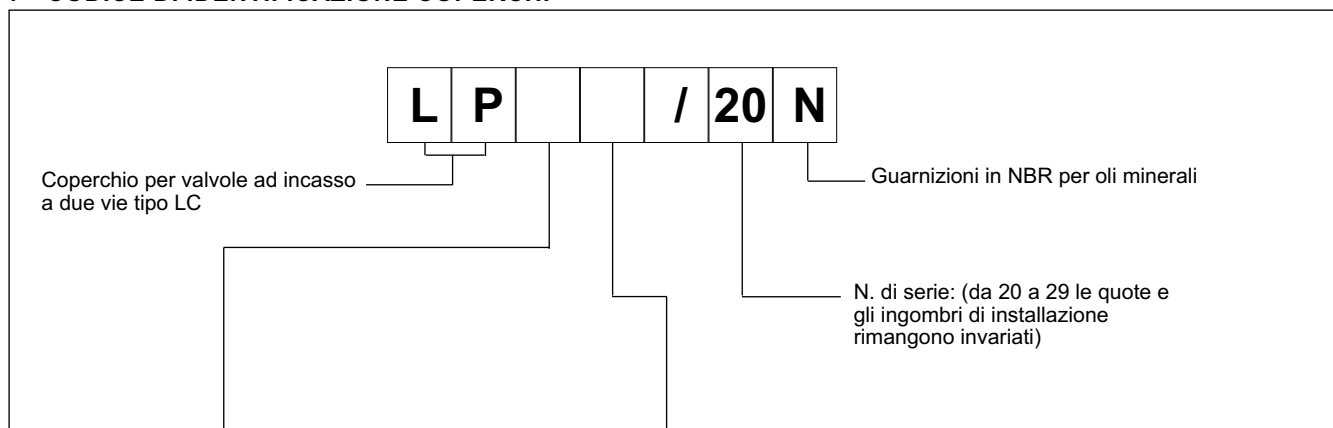 L P / 20 N
Coperchio per valvole ad incasso
a due vie tipo LC
Guarnizioni in NBR per oli minerali
N. di serie: (da 20 a 29 le quote e
gli ingombri di installazione
rimangono invariati)